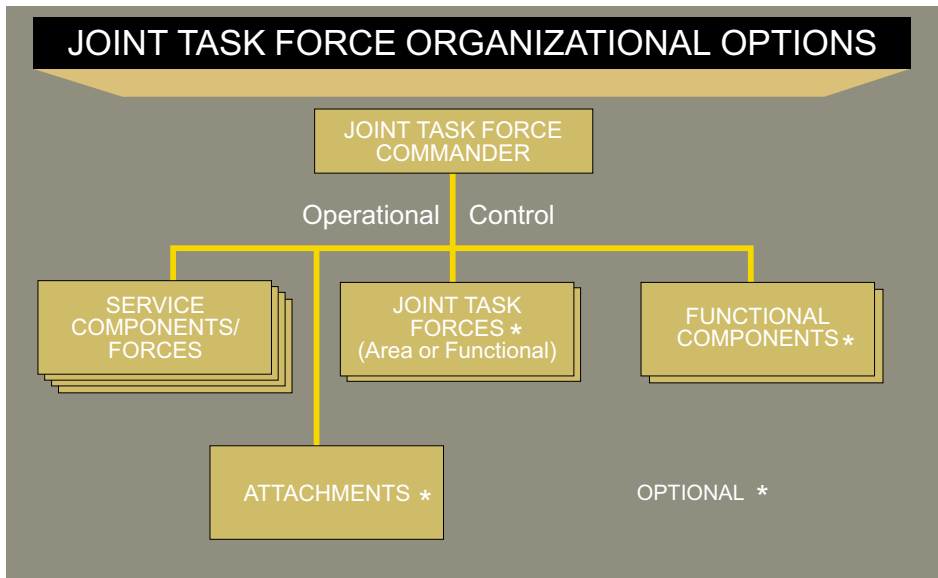 JOINT TASK FORCE ORGANIZATIONAL OPTIONS
JOINT TASK FORCE
COMMANDER
Operational Control
SERVICE
COMPONENTS/
FORCES
JOINT TASK
FORCES *
(Area or Functional)
FUNCTIONAL
COMPONENTS *
ATTACHMENTS *
OPTIONAL *